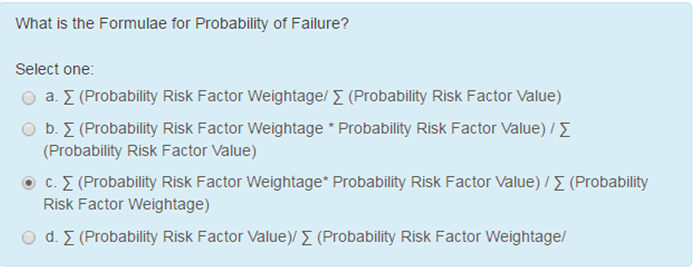 What is the Formulae for Probability of Failure?
Select one:
a. ∑ (Probability Risk Factor Weightage/ ∑ (Probability Risk Factor Value)
b. ∑ (Probability Risk Factor Weightage * Probability Risk Factor Value) / ∑
(Probability Risk Factor Value)
c. ∑ (Probability Risk Factor Weightage* Probability Risk Factor Value) / ∑ (Probability
Risk Factor Weightage)
d. ∑ (Probability Risk Factor Value)/ ∑ (Probability Risk Factor Weightage/